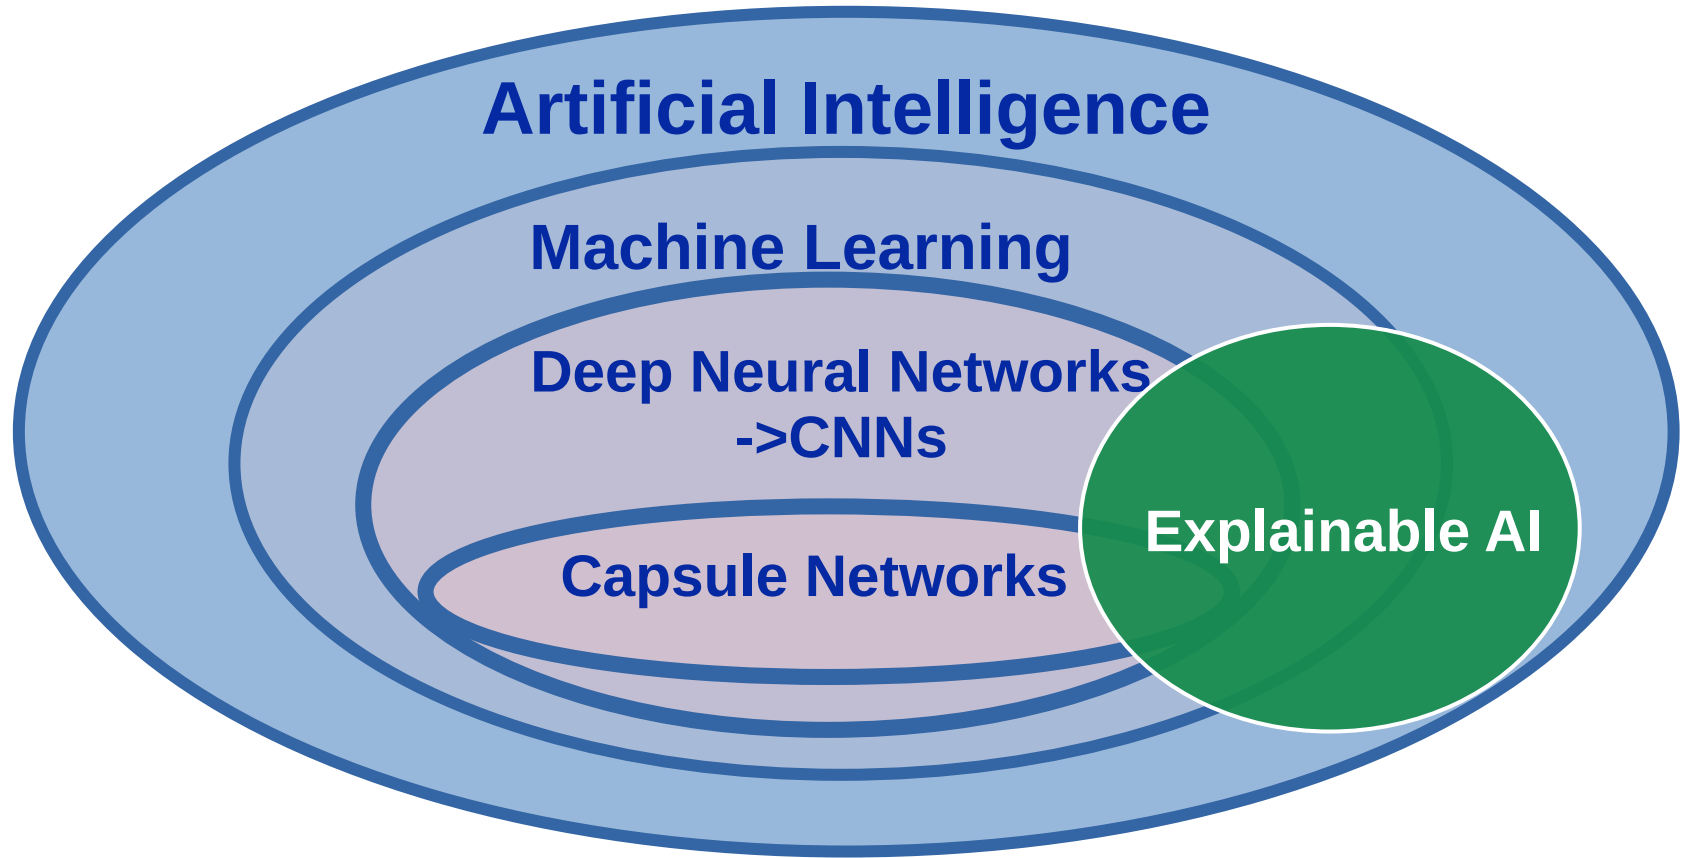 Artificial Intelligence
Machine Learning
Deep Neural Networks
->CNNs
Explainable AI
Capsule Networks